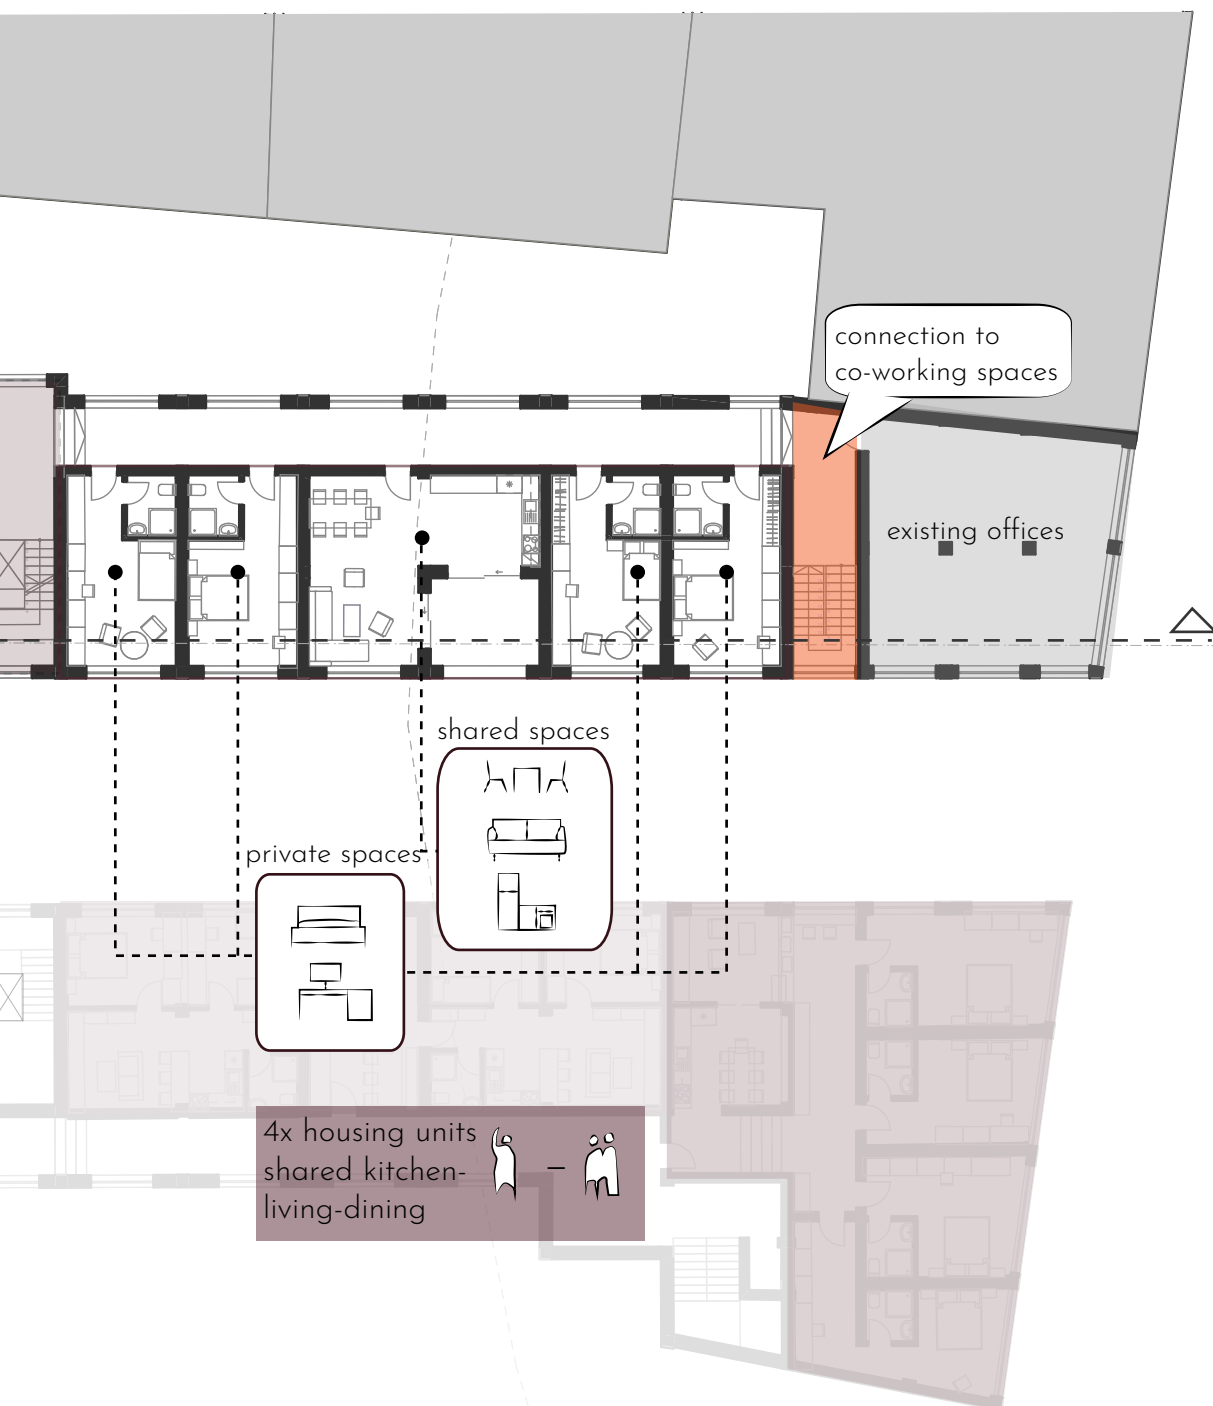 connection to
co-working spaces
existing offices
shared spaces
private spaces
4x housing units
shared kitchen-
living-dining